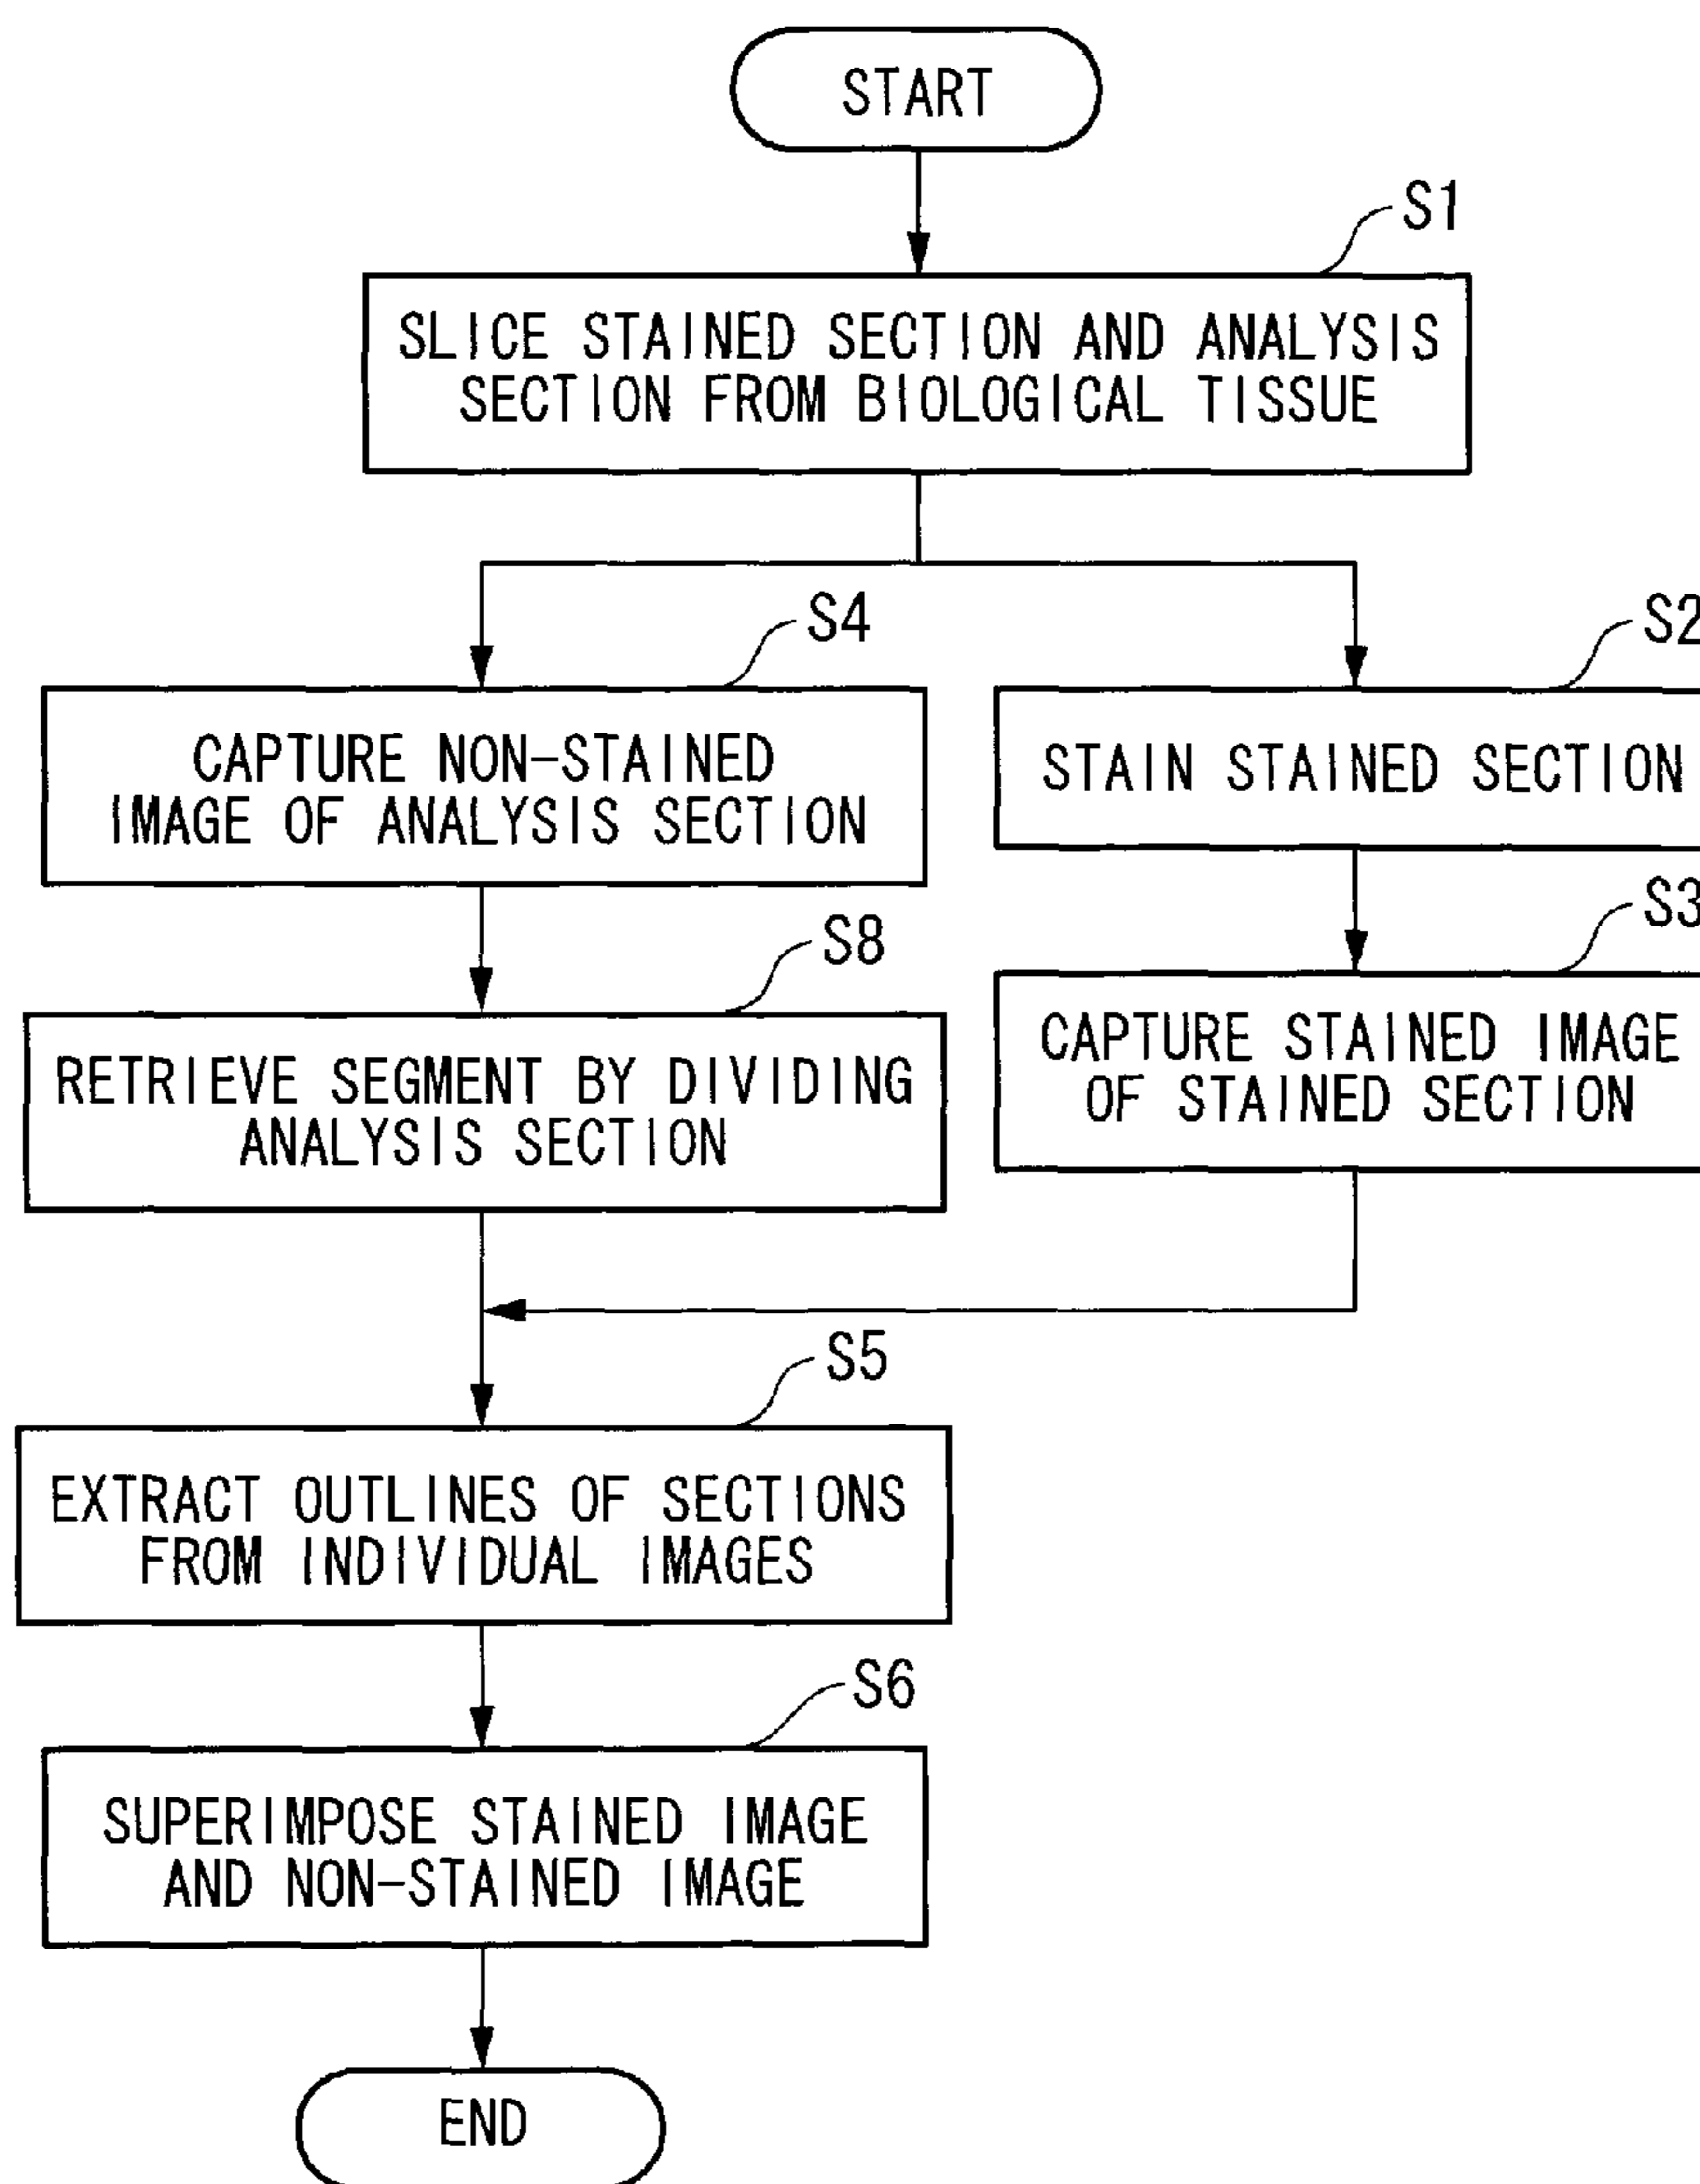 START
S1
SLICE STAINED SECTION AND ANALYSIS
SECTION FROM BIOLOGICAL TISSUE
S4
CAPTURE NON-STAINED
IMAGE OF ANALYSIS SECTION
S2
STAIN STAINED SECTION
S8
RETRIEVE SEGMENT BY DIVIDING
ANALYSIS SECTION
S3
CAPTURE STAINED IMAGE
OF STAINED SECTION
S5
EXTRACT OUTLINES OF SECTIONS
FROM INDIVIDUAL IMAGES
S6
SUPERIMPOSE STAINED IMAGE
AND NON-STAINED IMAGE
END